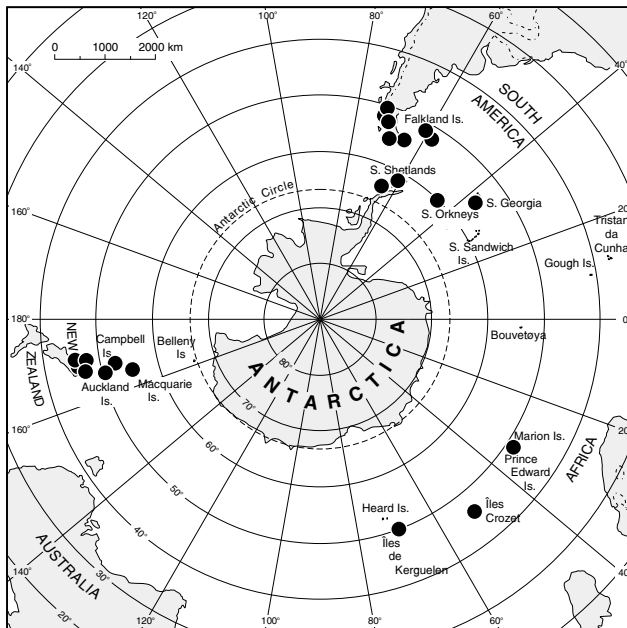 100°
80°
60°
40°
140°
0 1000 2000 km
120°
SOUTH
AMERICA
Falkland Is.
S. Shetlands
Antarctic Circle
S. Georgia
S. Orkneys
S. Sandwich
Is.
Tristan
da
Cunha
Gough Is.
160°
20°
180°
0°
NEW
ZEALAND
Campbell
Is
Belleny
Is
Auckland
Is.
Macquarie
Is.
Bouvetøya
ANTARCTICA
80°
70°
60°
50°
40°
30°
20°
160°
20°
Marion Is.
Prince
Edward
Is.
AFRICA
Heard Is.
Îles
Crozet
Îles
de
Kerguelen
AUSTRALIA
140°
40°
120°
100°
80°
60°